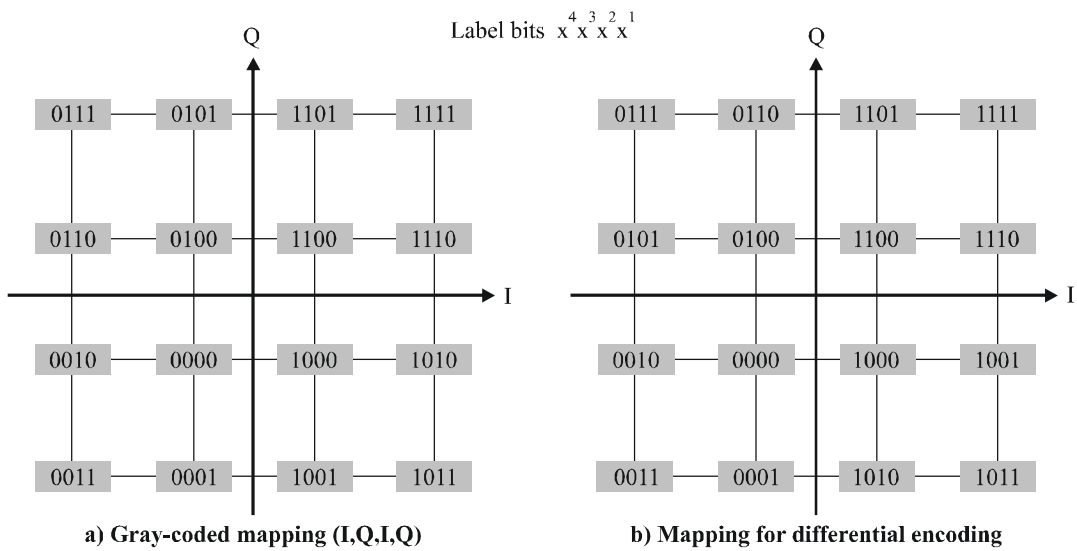 Label bits x⁴x³x²x¹
Q Q
0111 0101 1101 1111 0111 0110 1101 1111
0110 0100 1100 1110 0101 0100 1100 1110
I I
0010 0000 1000 1010 0010 0000 1000 1001
0011 0001 1001 1011 0011 0001 1010 1011
a) Gray-coded mapping (I,Q,I,Q) b) Mapping for differential encoding